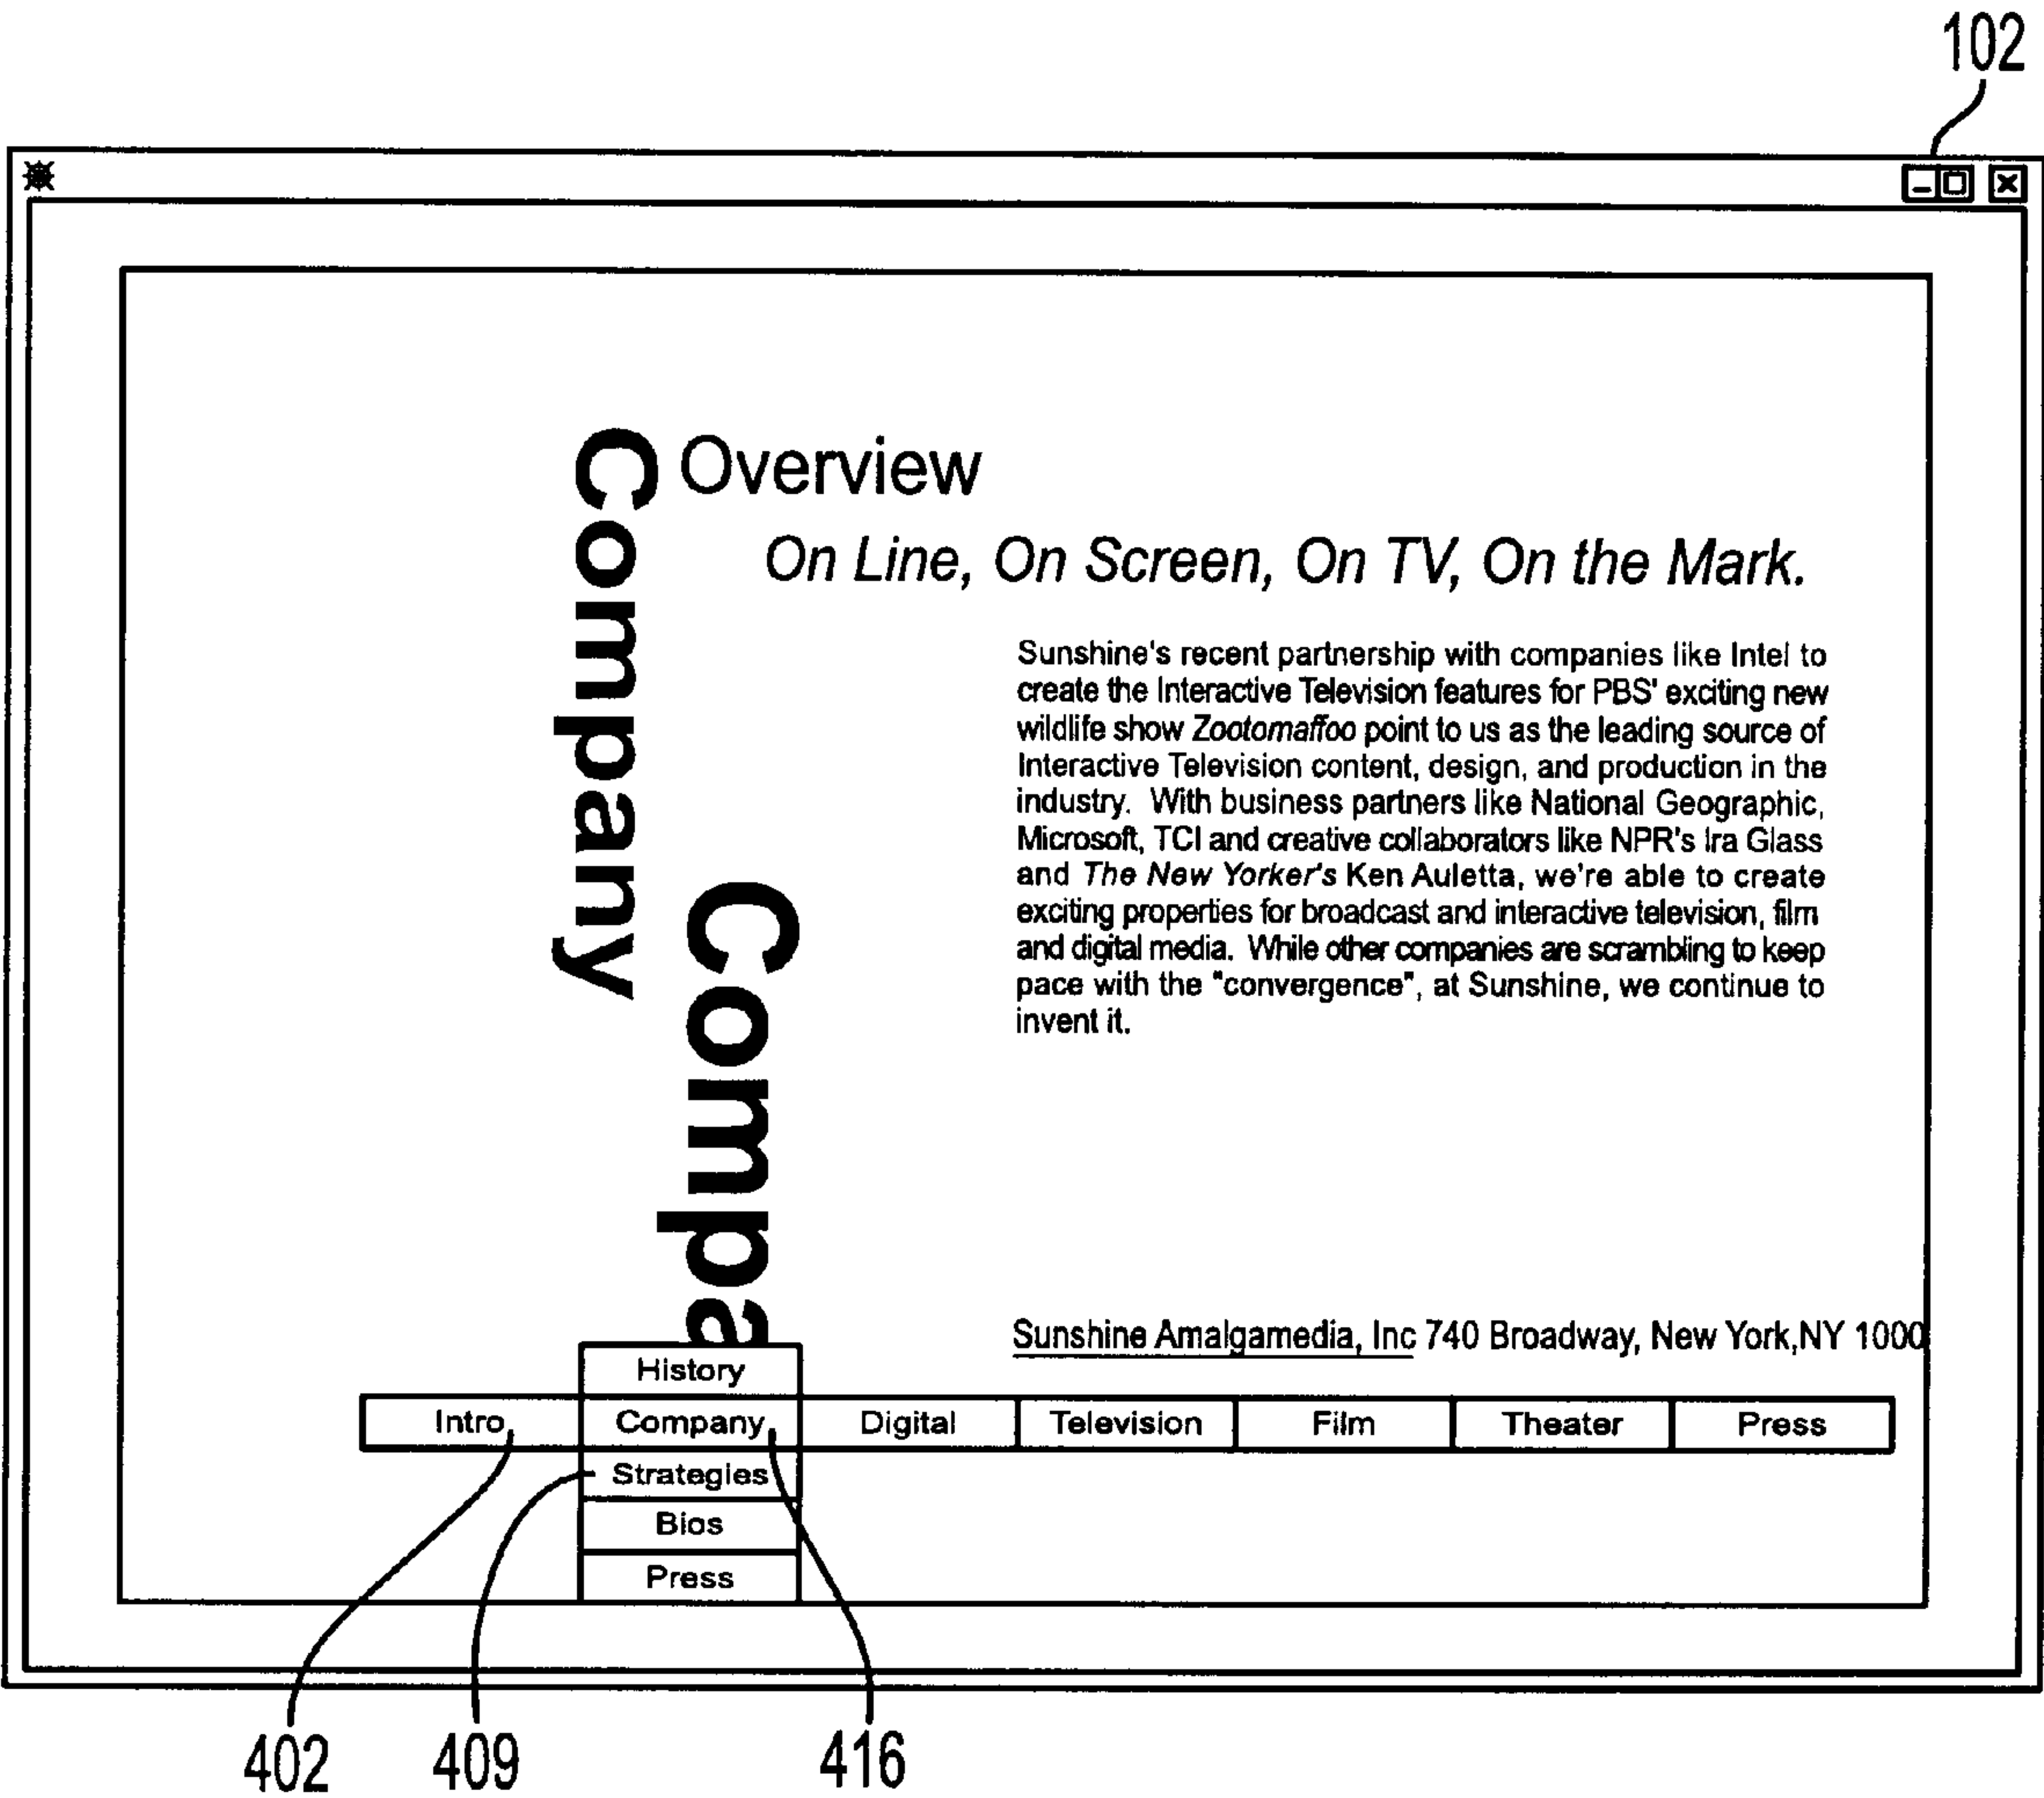 102
Company
Overview
On Line, On Screen, On TV, On the Mark.
Sunshine's recent partnership with companies like Intel to
create the Interactive Television features for PBS' exciting new
wildlife show Zootomaffoo point to us as the leading source of
Interactive Television content, design, and production in the
industry. With business partners like National Geographic,
Microsoft, TCI and creative collaborators like NPR's Ira Glass
and The New Yorker's Ken Auletta, we're able to create
exciting properties for broadcast and interactive television, film
and digital media. While other companies are scrambling to keep
pace with the "convergence", at Sunshine, we continue to
invent it.
Compa
Sunshine Amalgamedia, Inc 740 Broadway, New York,NY 1000
History
Intro Company Digital Television Film Theater Press
Strategies
Bios
Press
402 409 416